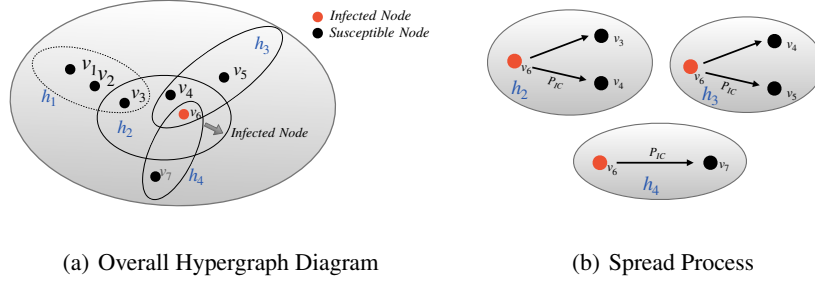 Infected Node
Susceptible Node
v1
v2
v3
v4
v5
v6
v7
h1
h2
h3
h4
Infected Node
v3
v6
PIC
v4
h2
v4
v6
PIC
v5
h3
PIC
v6
v7
h4
(a) Overall Hypergraph Diagram
(b) Spread Process